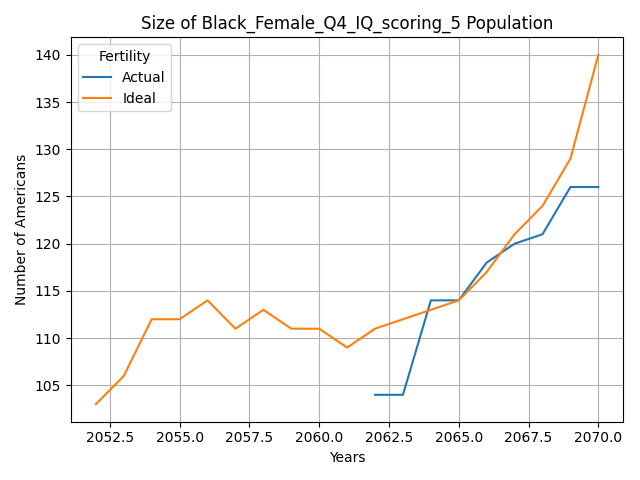 Size of Black_Female_Q4_IQ_scoring_5 Population
Fertility
Actual
Ideal
Number of Americans
140
135
130
125
120
115
110
105
2052.5 2055.0 2057.5 2060.0 2062.5 2065.0 2067.5 2070.0
Years